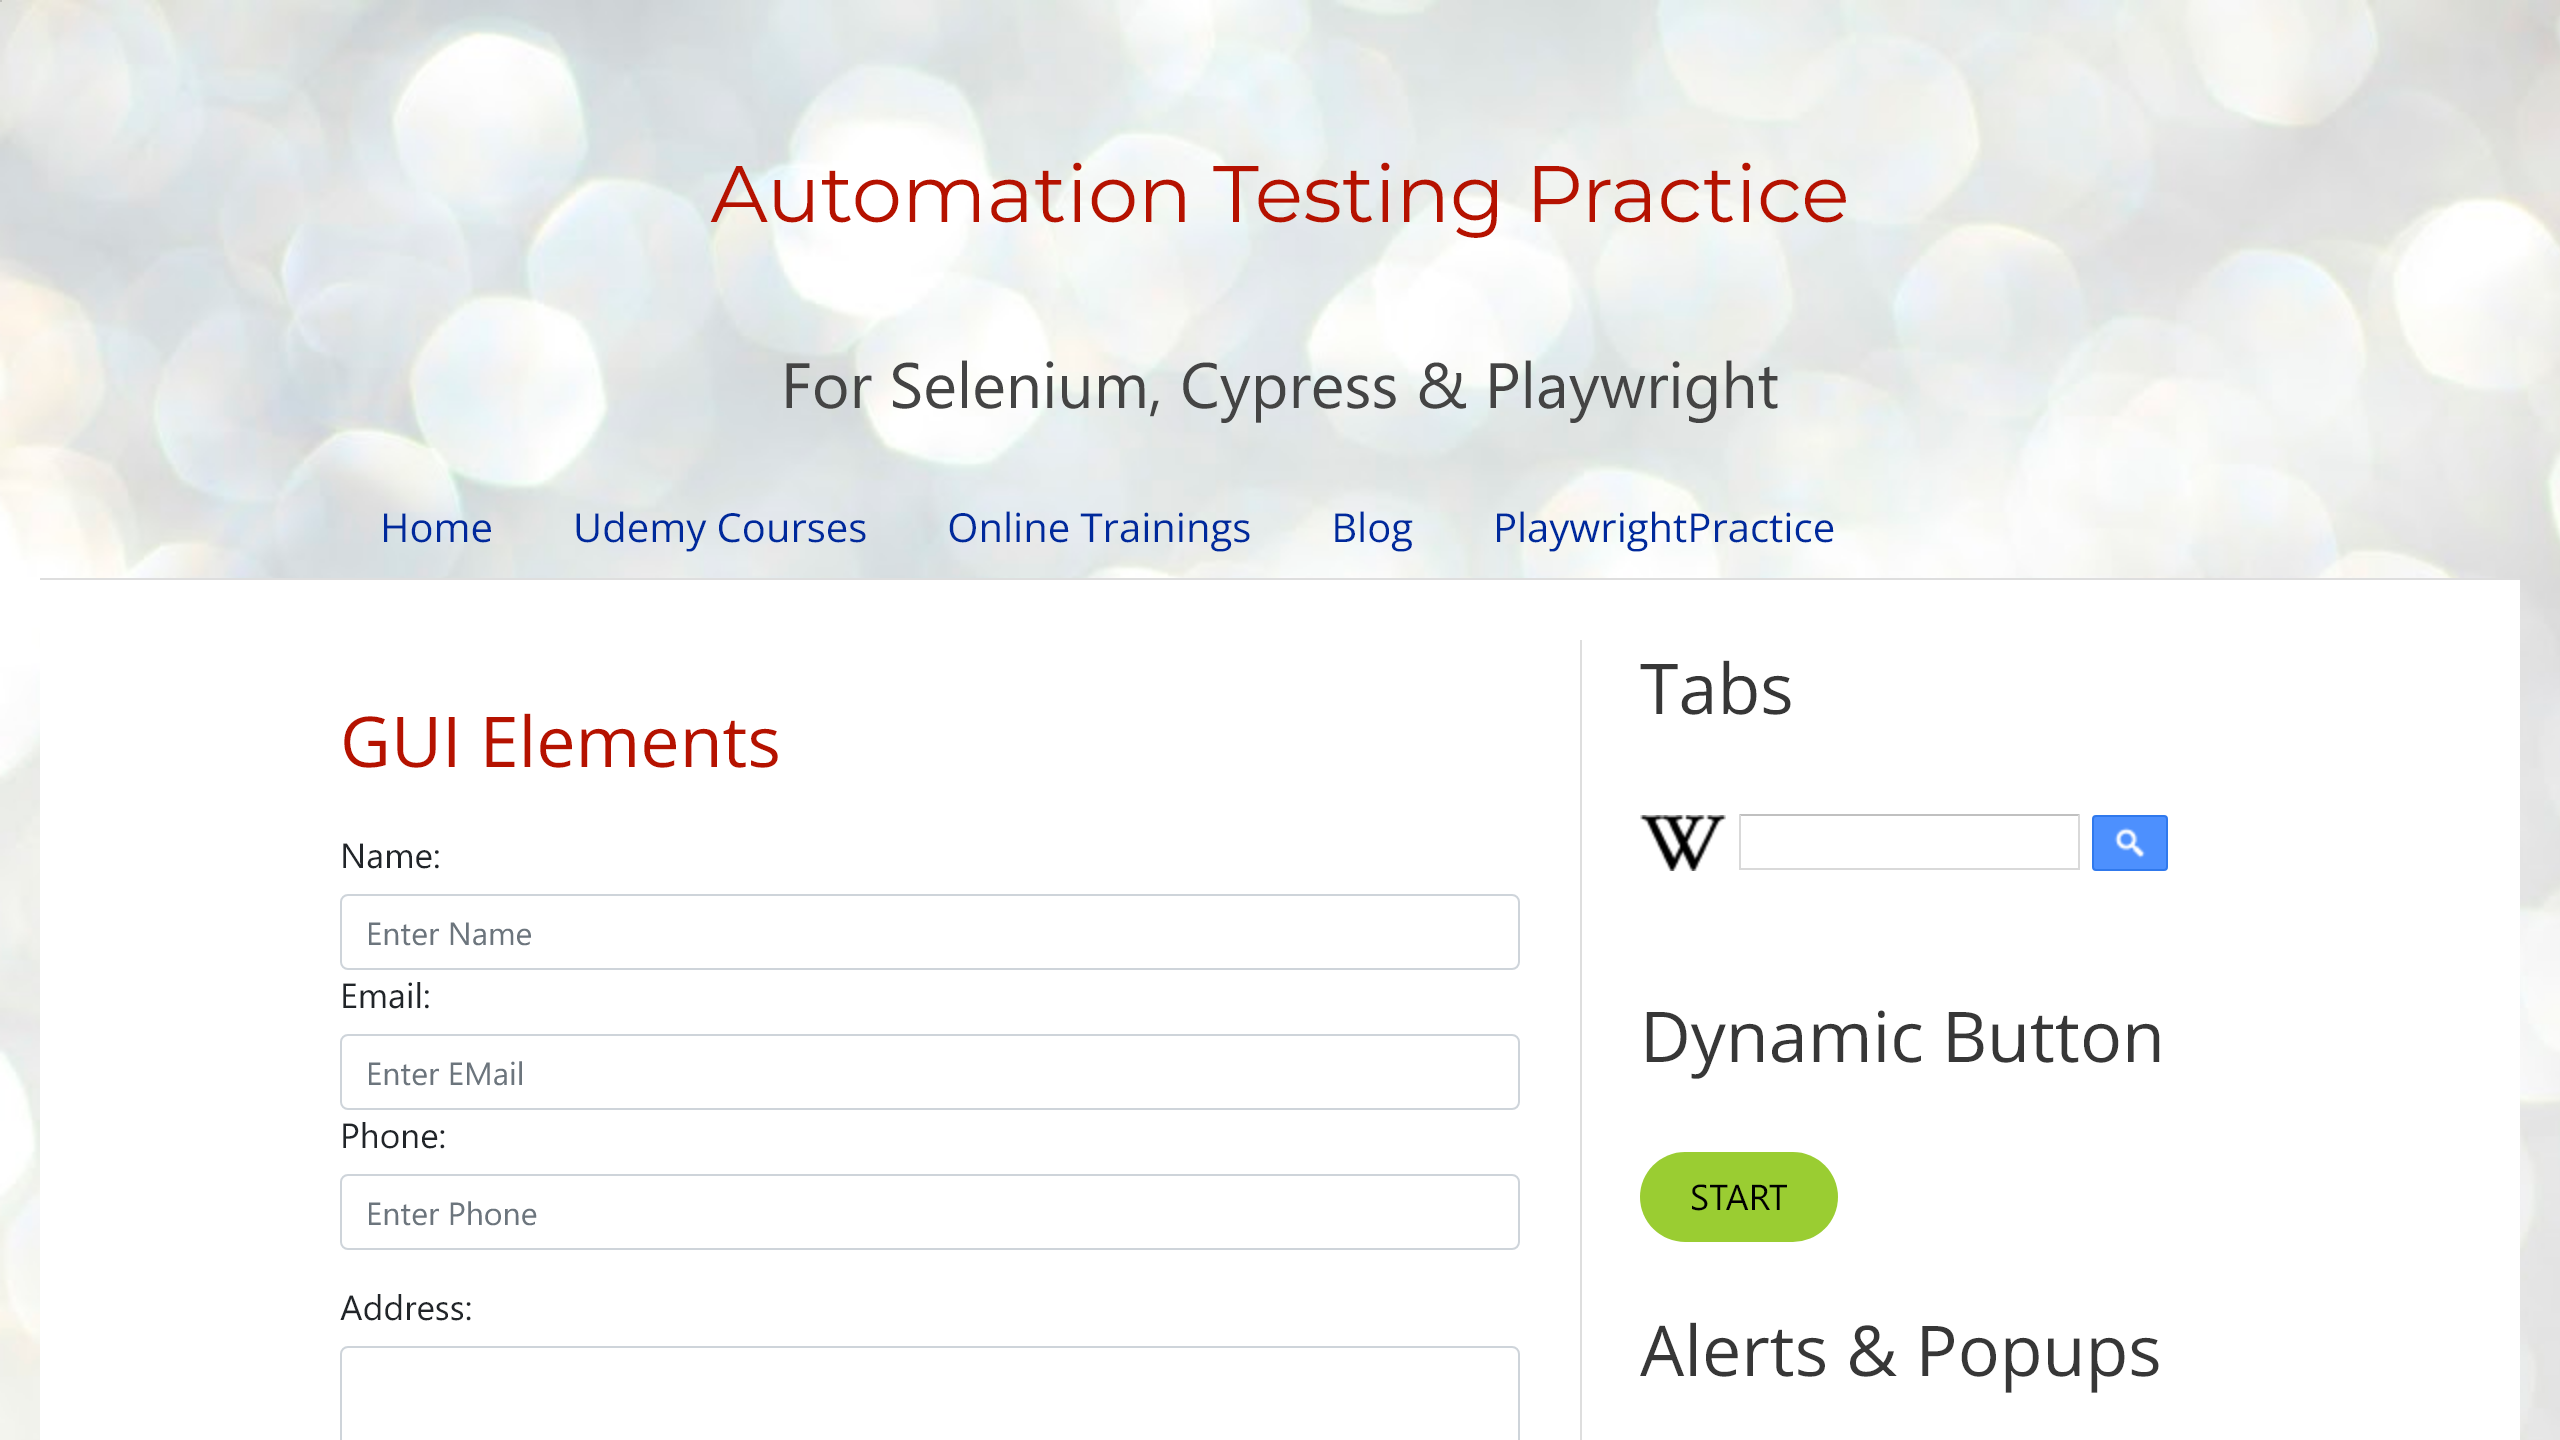 Automation Testing Practice
For Selenium, Cypress & Playwright
Home Udemy Courses Online Trainings Blog PlaywrightPractice
GUI Elements
Name:
Enter Name
Email:
Enter EMail
Phone:
Enter Phone
Address:
Tabs
W
Dynamic Button
START
Alerts & Popups